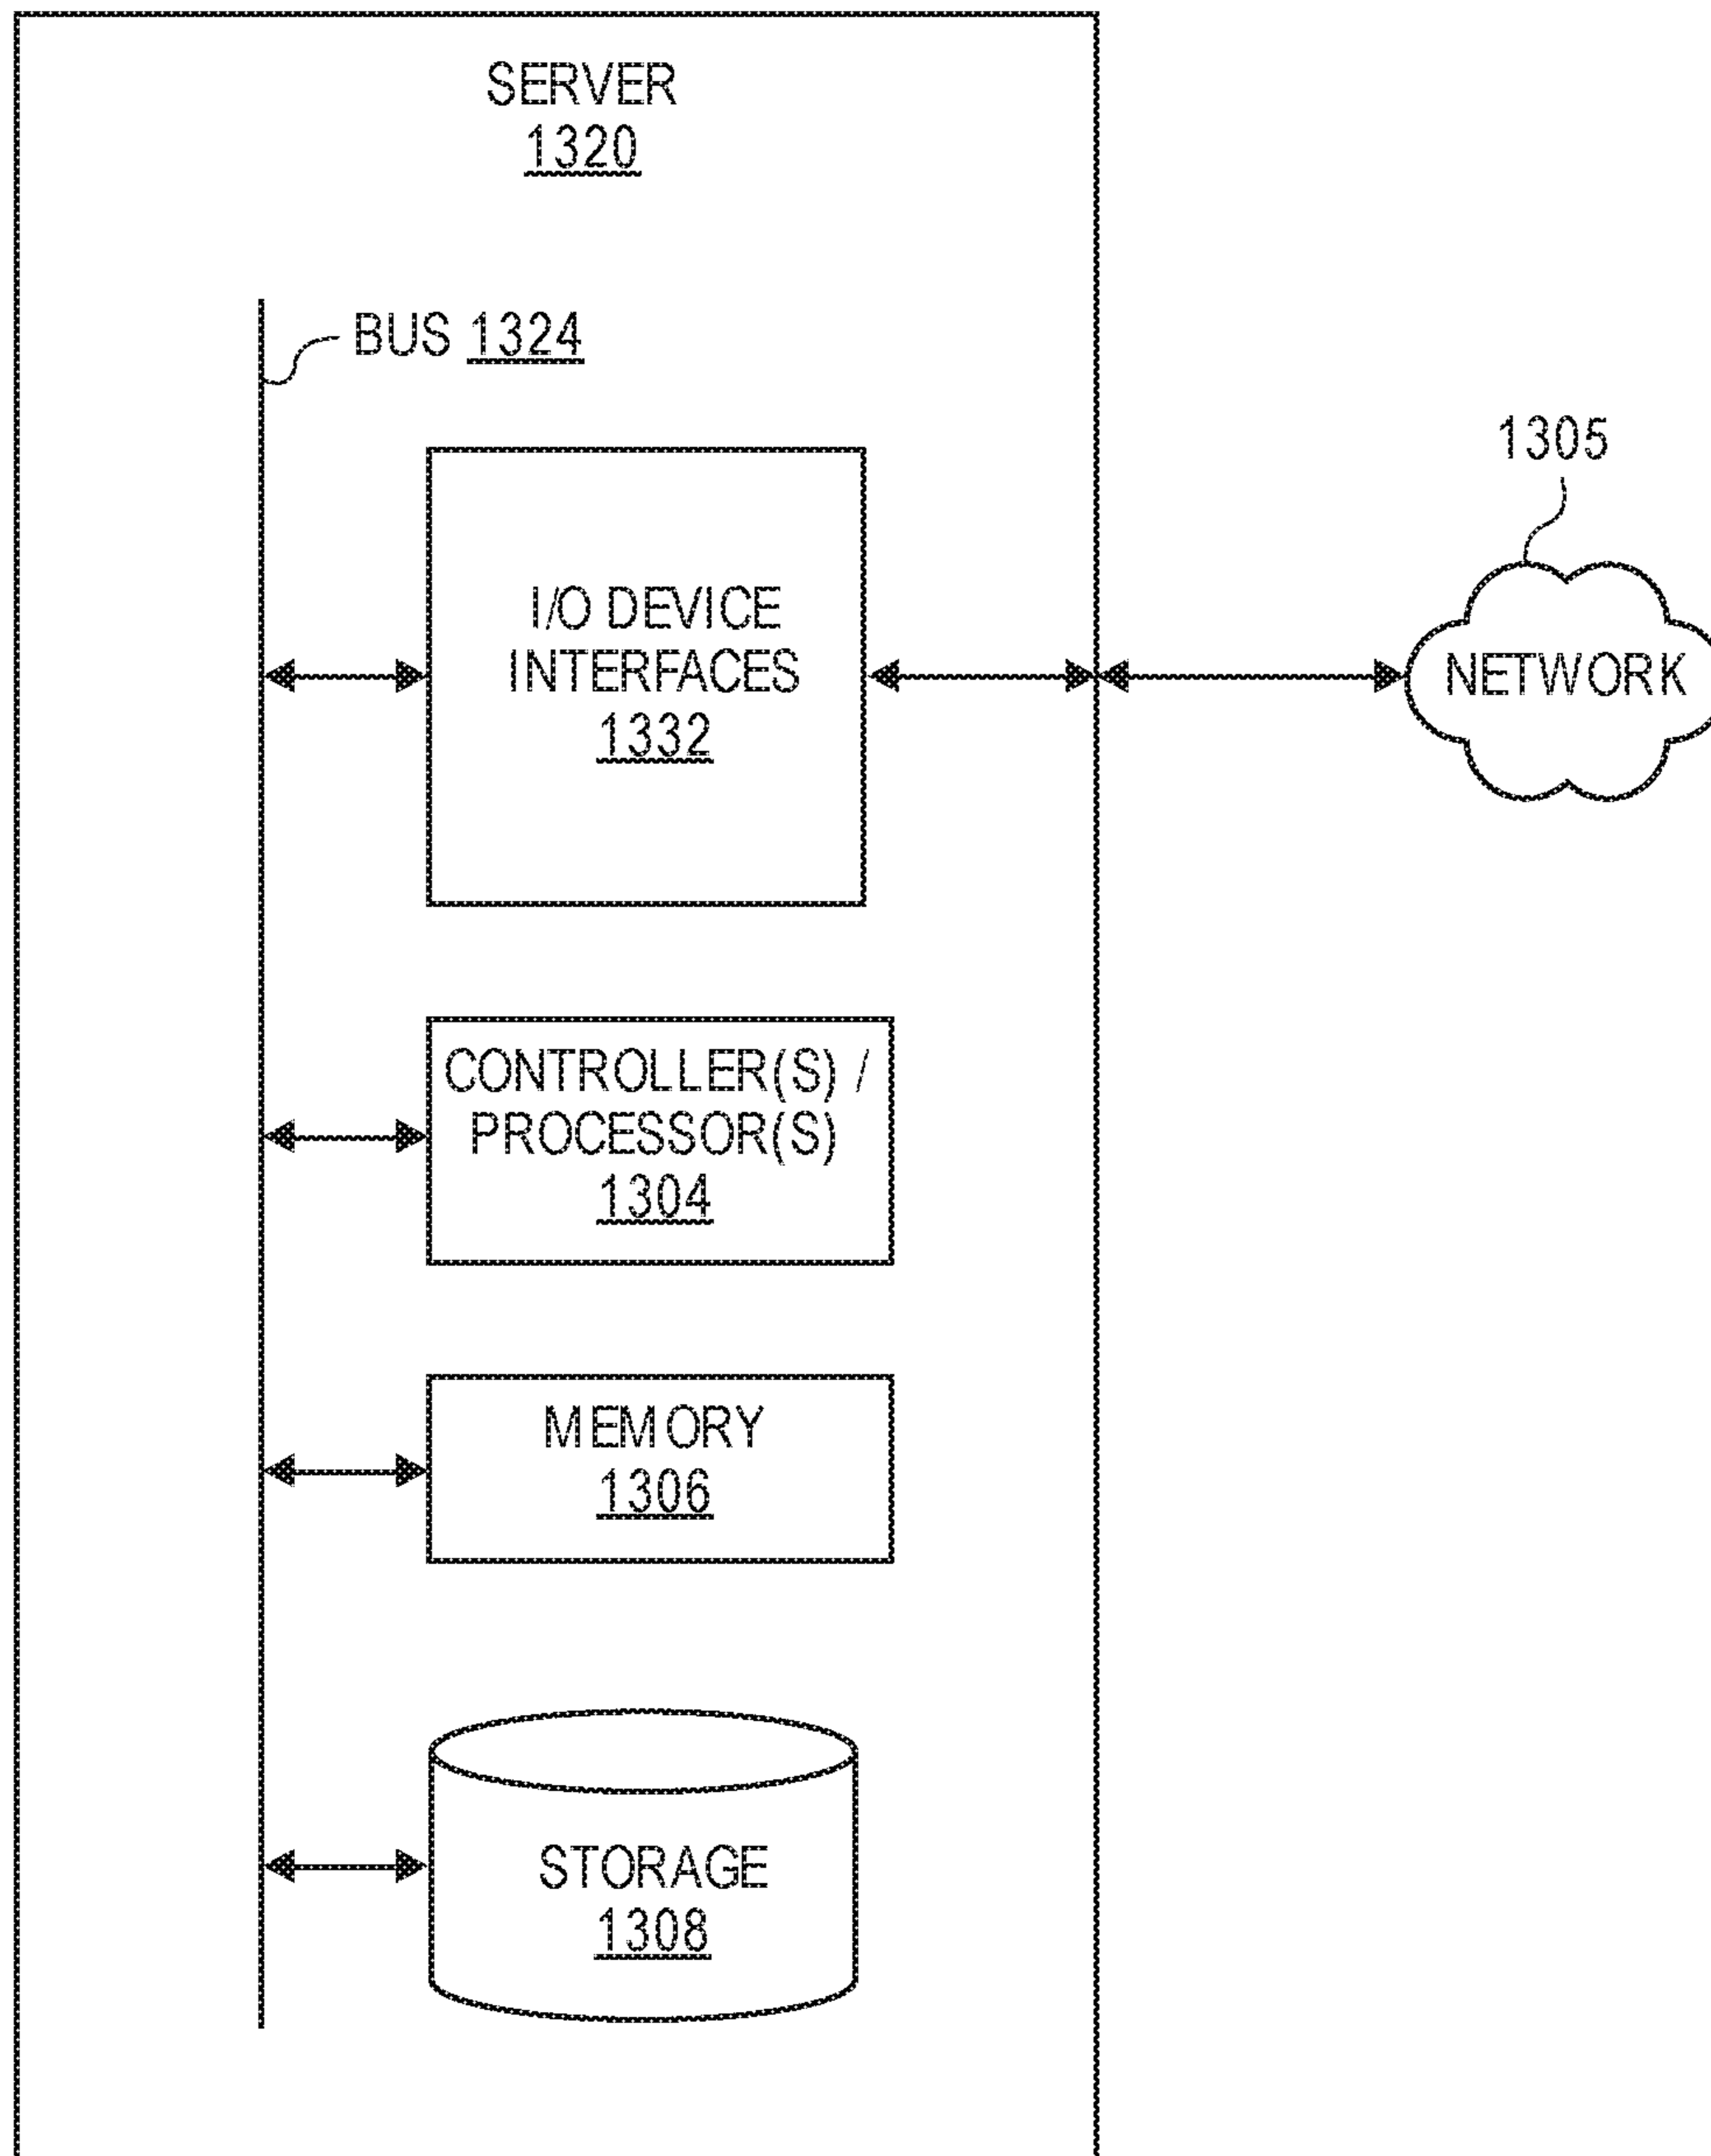 SERVER
1320
BUS 1324
1305
I/O DEVICE
INTERFACES
1332
NETWORK
CONTROLLER(S) /
PROCESSOR(S)
1304
MEMORY
1306
STORAGE
1308